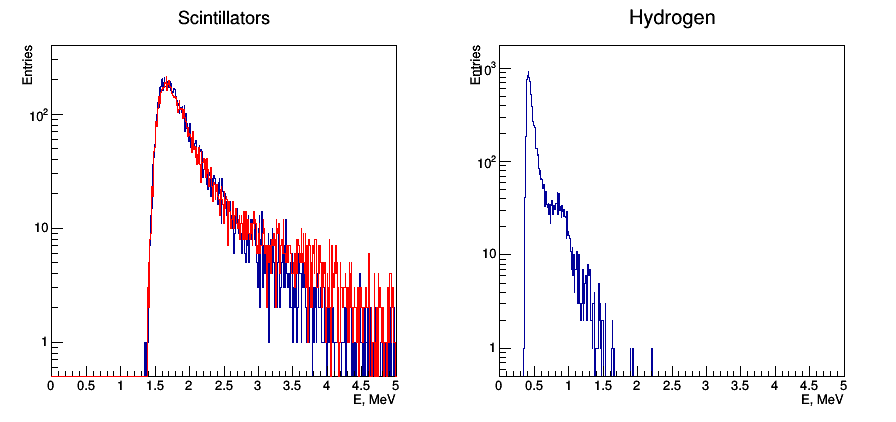 Scintillators
Entries
10²
10
1
0 0.5 1 1.5 2 2.5 3 3.5 4 4.5 5
E, MeV
Hydrogen
Entries
10³
10²
10
1
0 0.5 1 1.5 2 2.5 3 3.5 4 4.5 5
E, MeV